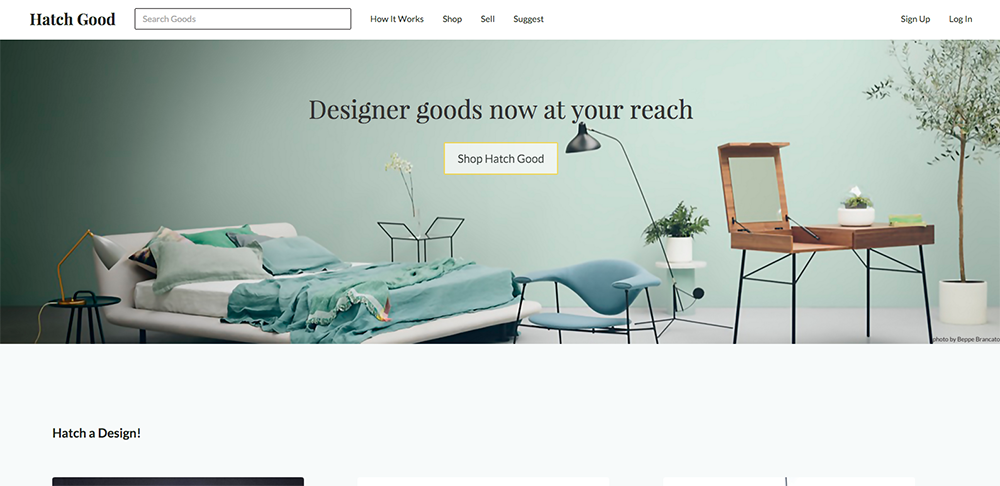 Hatch Good
Search Goods
How It Works
Shop
Sell
Suggest
Sign Up
Log In
Designer goods now at your reach
Shop Hatch Good
photo by Beppe Brancato
Hatch a Design!